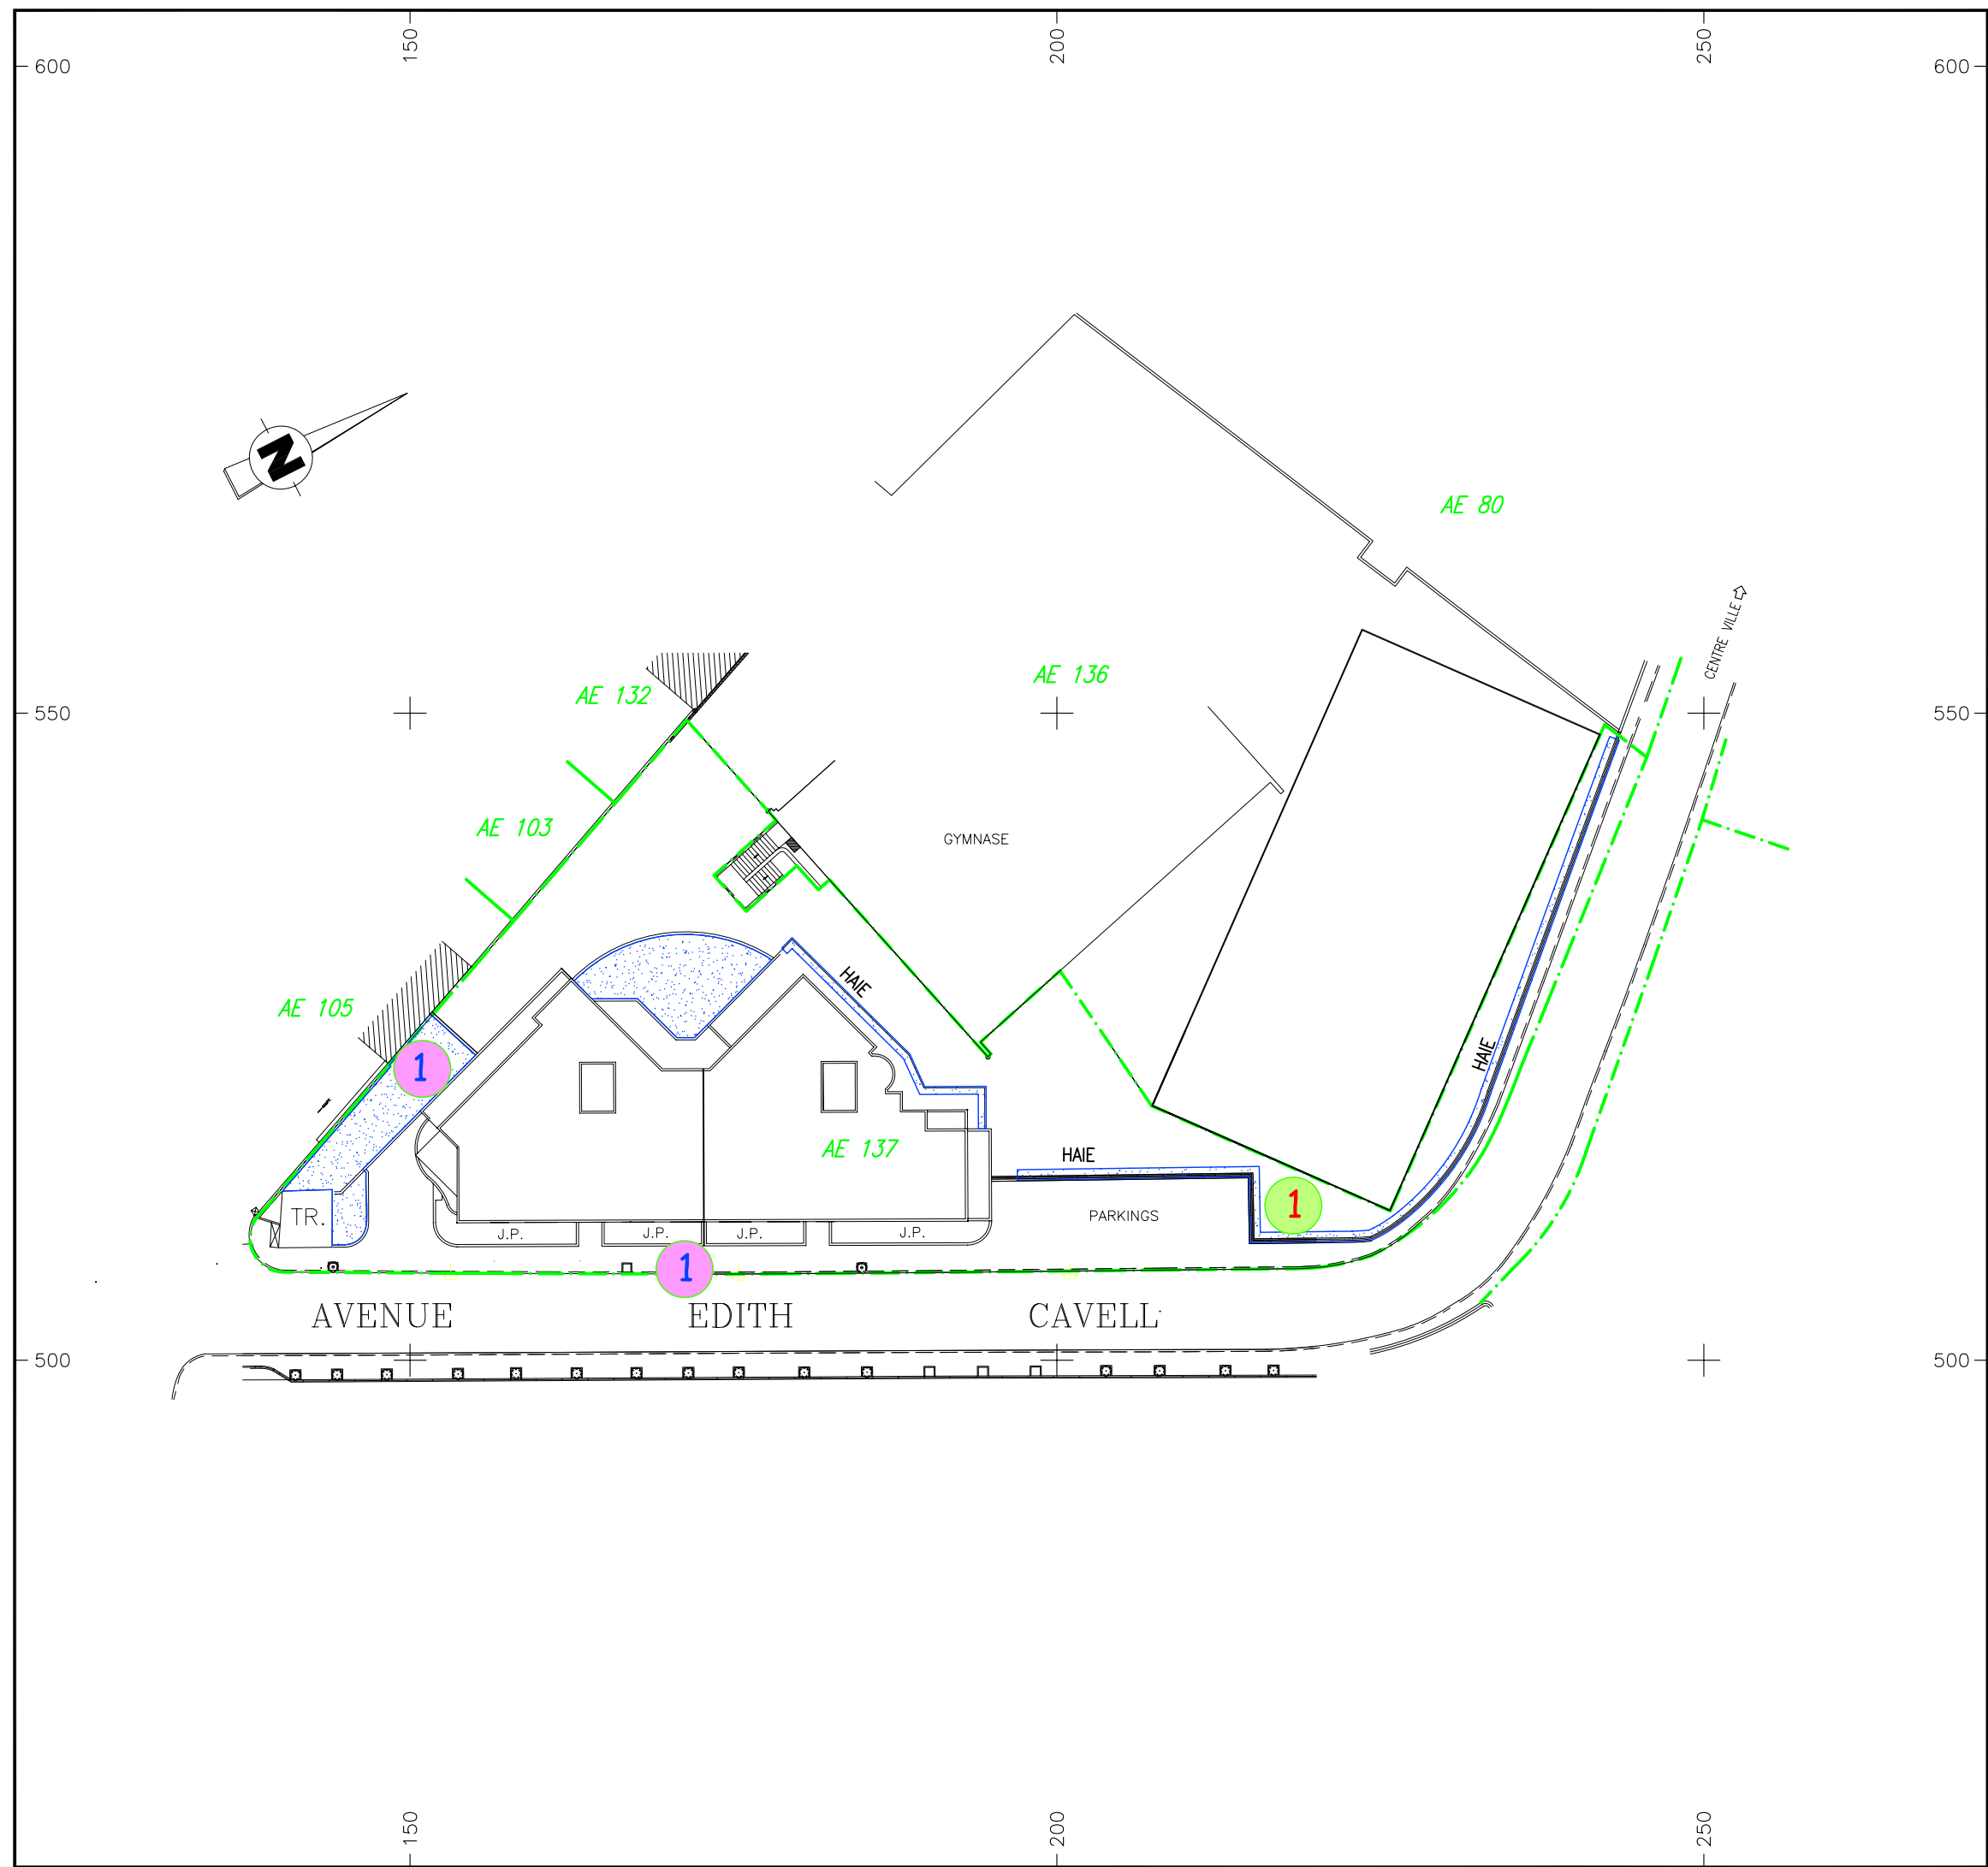 150
200
250
600
600
N
AE 80
CENTRE VILLE
AE 132
AE 136
550
550
AE 103
GYMNASE
HAIE
AE 105
1
HAIE
AE 137
HAIE
1
TR.
PARKINGS
J.P.
J.P.
J.P.
J.P.
1
AVENUE EDITH CAVELL
500
500
150
200
250